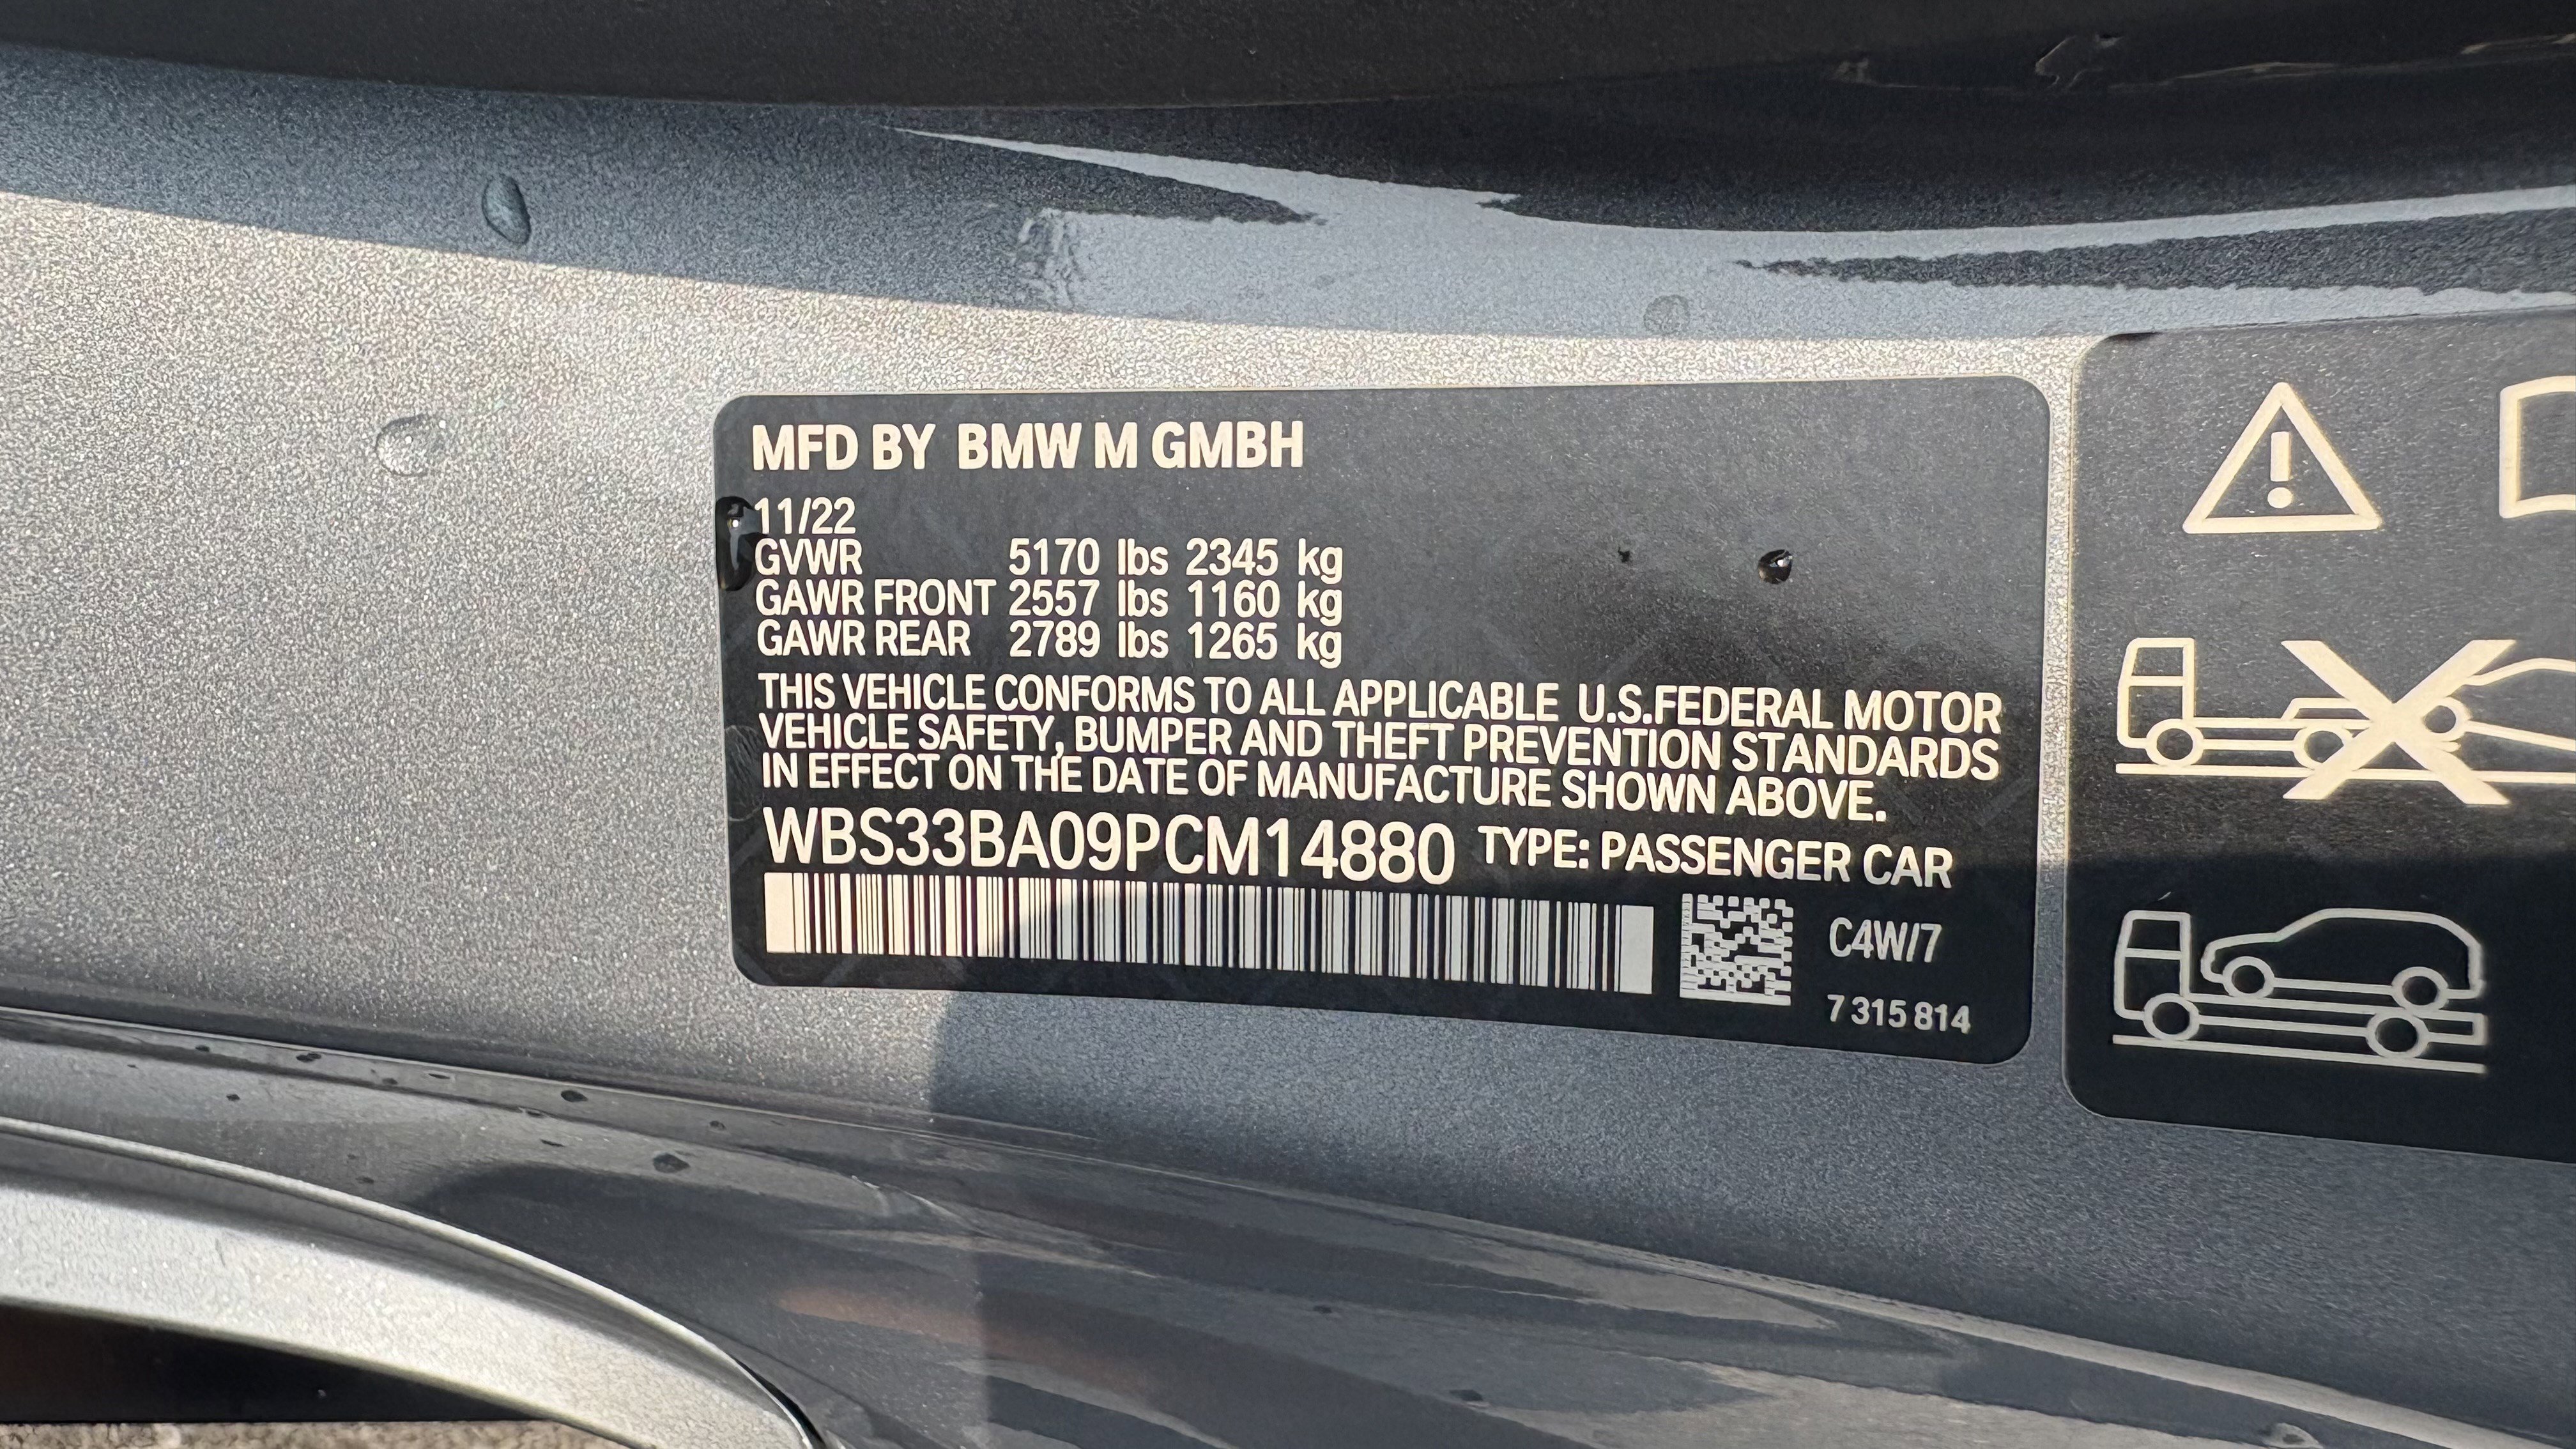 MFD BY BMW M GMBH
11/22
GVWR 5170 lbs 2345 kg
GAWR FRONT 2557 lbs 1160 kg
GAWR REAR 2789 lbs 1265 kg
THIS VEHICLE CONFORMS TO ALL APPLICABLE U.S.FEDERAL MOTOR
VEHICLE SAFETY, BUMPER AND THEFT PREVENTION STANDARDS
IN EFFECT ON THE DATE OF MANUFACTURE SHOWN ABOVE.
WBS33BA09PCM14880 TYPE: PASSENGER CAR
C4W/7
7 315 814